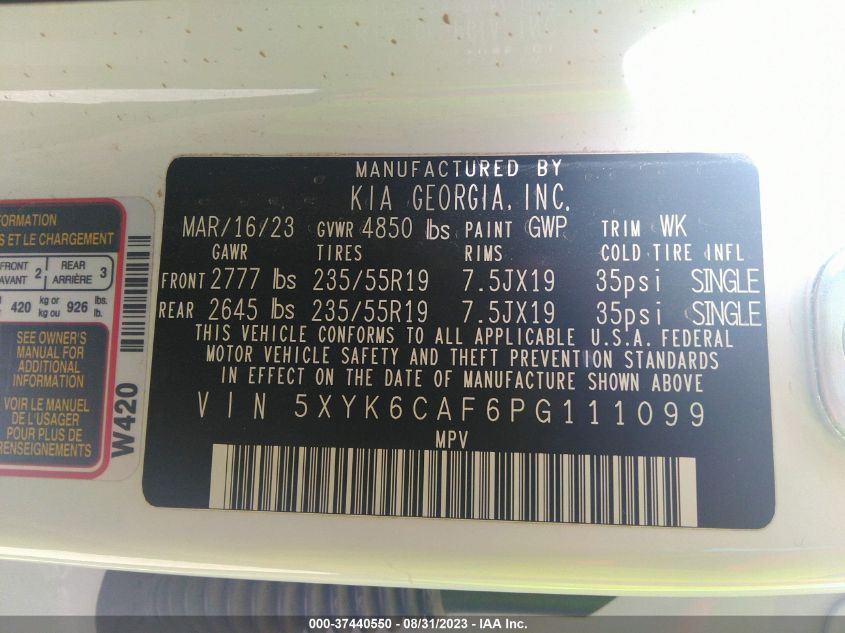 MANUFACTURED BY
KIA GEORGIA, INC.
MAR/16/23 GVWR 4850 lbs PAINT GWP TRIM WK
GAWR TIRES RIMS COLD TIRE INFL
FRONT 2777 lbs 235/55R19 7.5JX19 35psi SINGLE
REAR 2645 lbs 235/55R19 7.5JX19 35psi SINGLE
THIS VEHICLE CONFORMS TO ALL APPLICABLE U.S.A. FEDERAL
MOTOR VEHICLE SAFETY AND THEFT PREVENTION STANDARDS
IN EFFECT ON THE DATE OF MANUFACTURE SHOWN ABOVE
VIN 5XYK6CAF6PG111099
MPV
ET LE CHARGEMENT
FRONT 2 REAR 3
ARRIÈRE
420 kg or 926 lbs.
kg ou lb.
SEE OWNER'S
MANUAL FOR
ADDITIONAL
INFORMATION
VOIR LE MANUEL
DE L'USAGER
POUR PLUS DE
W420
000-37440550 - 08/31/2023 - IAA Inc.